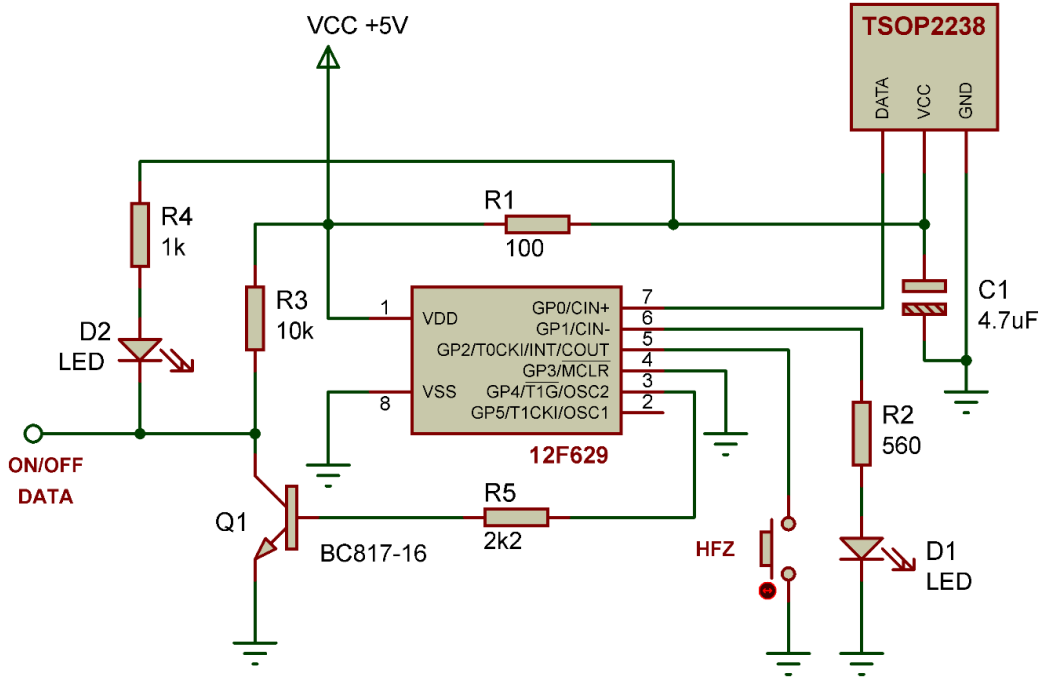 VCC +5V
TSOP2238
DATA
VCC
GND
R4
1k
R1
100
R3
10k
C1
4.7uF
D2
LED
1
VDD
8
VSS
GP0/CIN+
7
GP1/CIN-
6
GP2/T0CKI/INT/COUT
5
GP3/MCLR
4
GP4/T1G/OSC2
3
GP5/T1CKI/OSC1
2
12F629
R2
560
ON/OFF
DATA
Q1
BC817-16
R5
2k2
HFZ
D1
LED